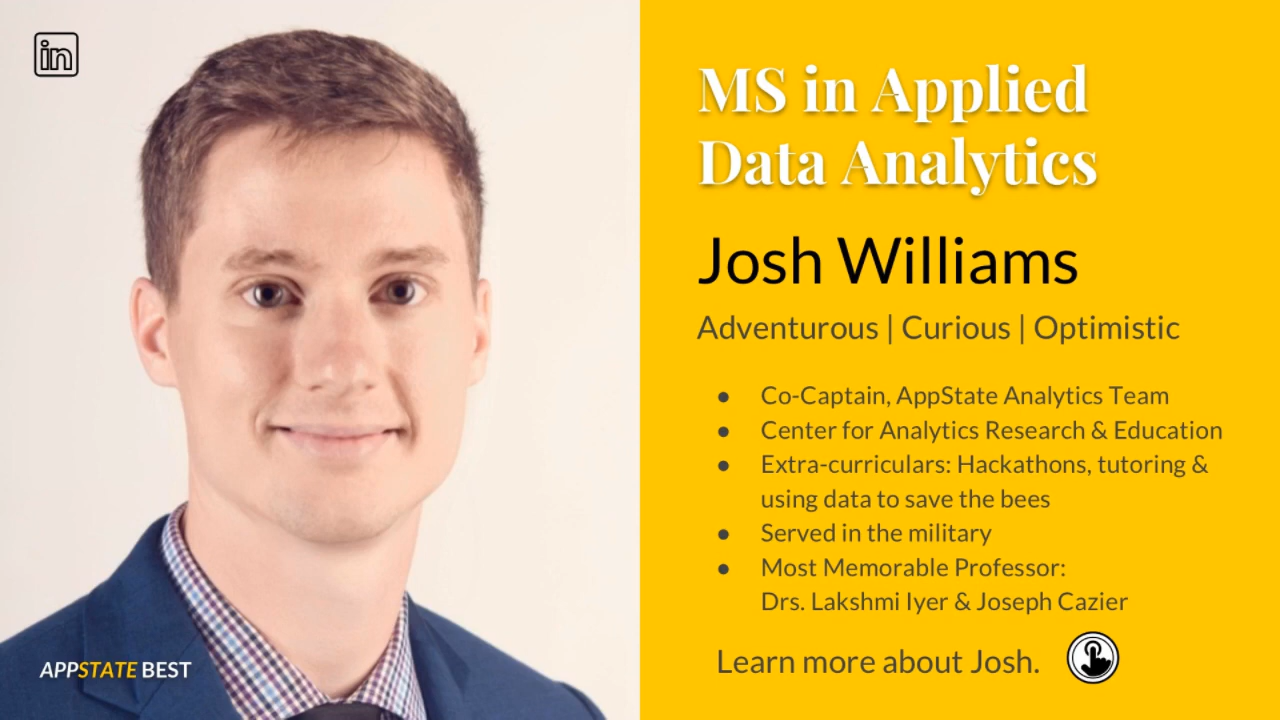 in
MS in Applied
Data Analytics
Josh Williams
Adventurous | Curious | Optimistic
● Co-Captain, AppState Analytics Team
● Center for Analytics Research & Education
● Extra-curriculars: Hackathons, tutoring &
using data to save the bees
● Served in the military
● Most Memorable Professor:
Drs. Lakshmi Iyer & Joseph Cazier
Learn more about Josh.
APPSTATE BEST